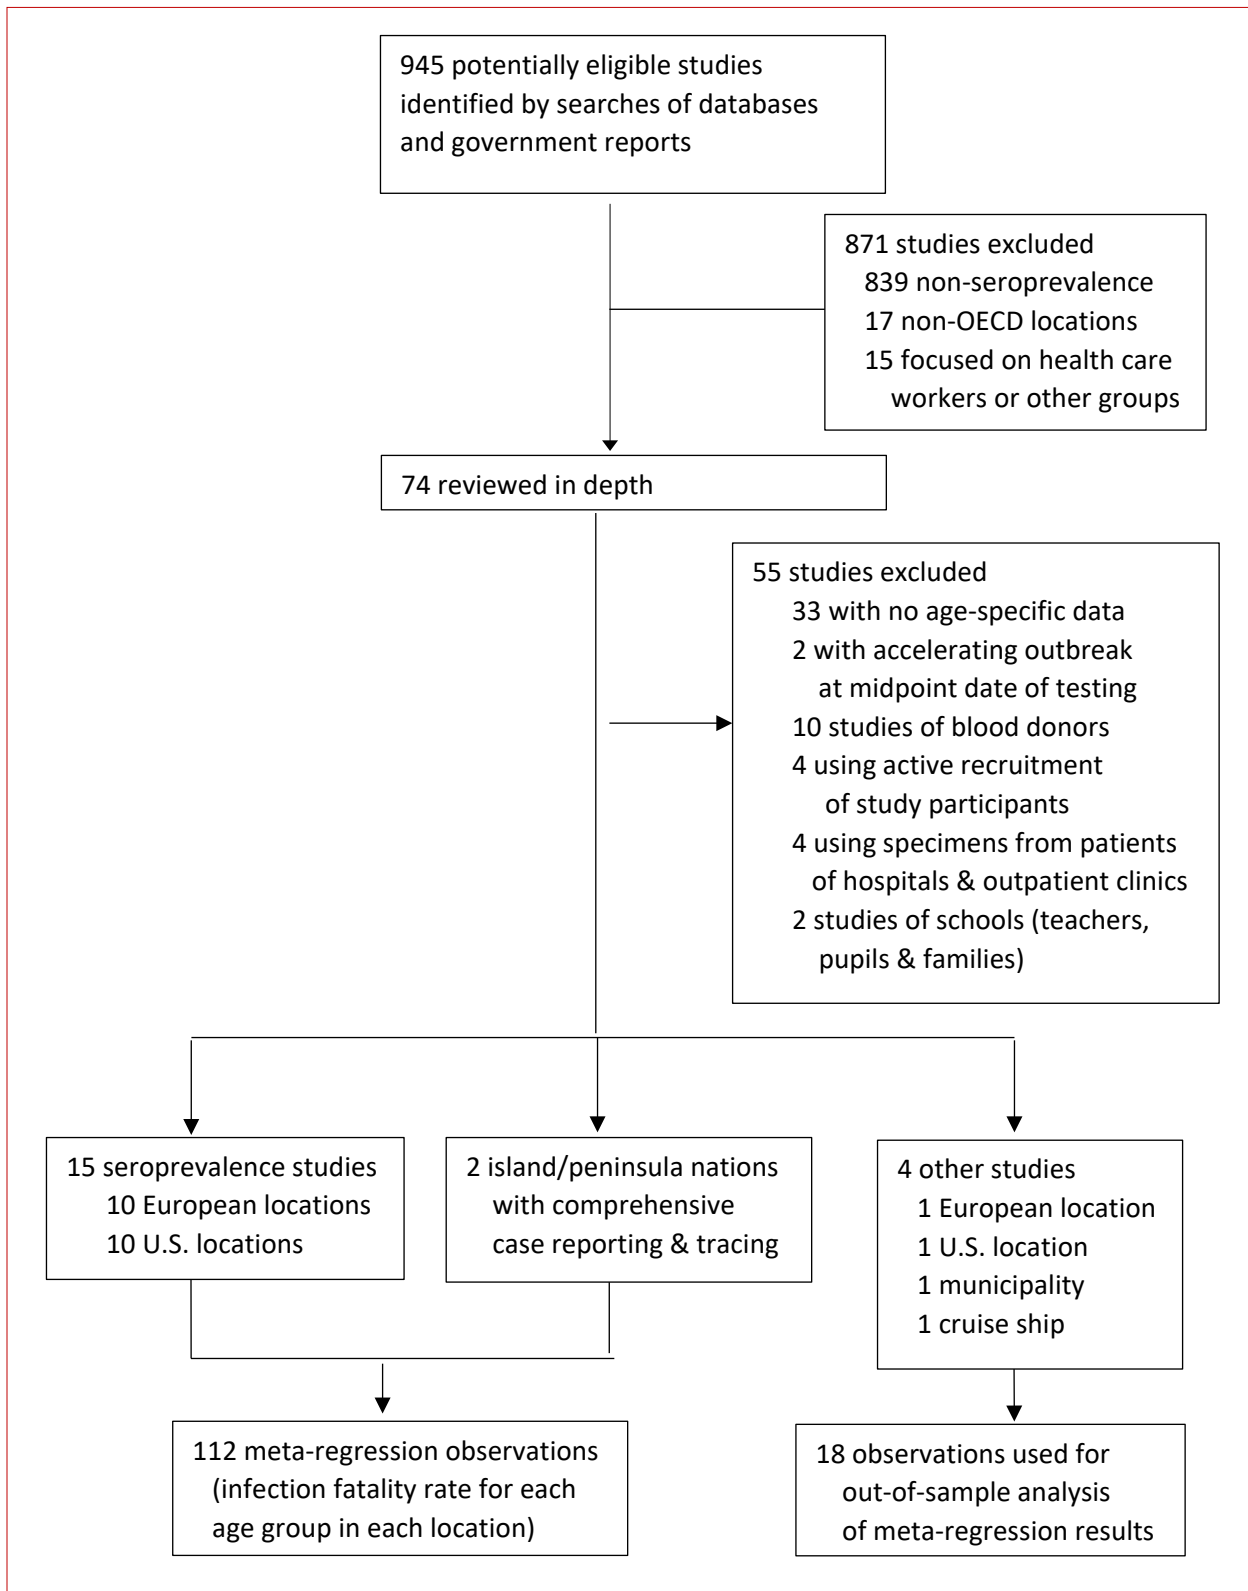 945 potentially eligible studies
identified by searches of databases
and government reports
871 studies excluded
839 non-seroprevalence
17 non-OECD locations
15 focused on health care
workers or other groups
74 reviewed in depth
55 studies excluded
33 with no age-specific data
2 with accelerating outbreak
at midpoint date of testing
10 studies of blood donors
4 using active recruitment
of study participants
4 using specimens from patients
of hospitals & outpatient clinics
2 studies of schools (teachers,
pupils & families)
15 seroprevalence studies
10 European locations
10 U.S. locations
2 island/peninsula nations
with comprehensive
case reporting & tracing
4 other studies
1 European location
1 U.S. location
1 municipality
1 cruise ship
112 meta-regression observations
(infection fatality rate for each
age group in each location)
18 observations used for
out-of-sample analysis
of meta-regression results